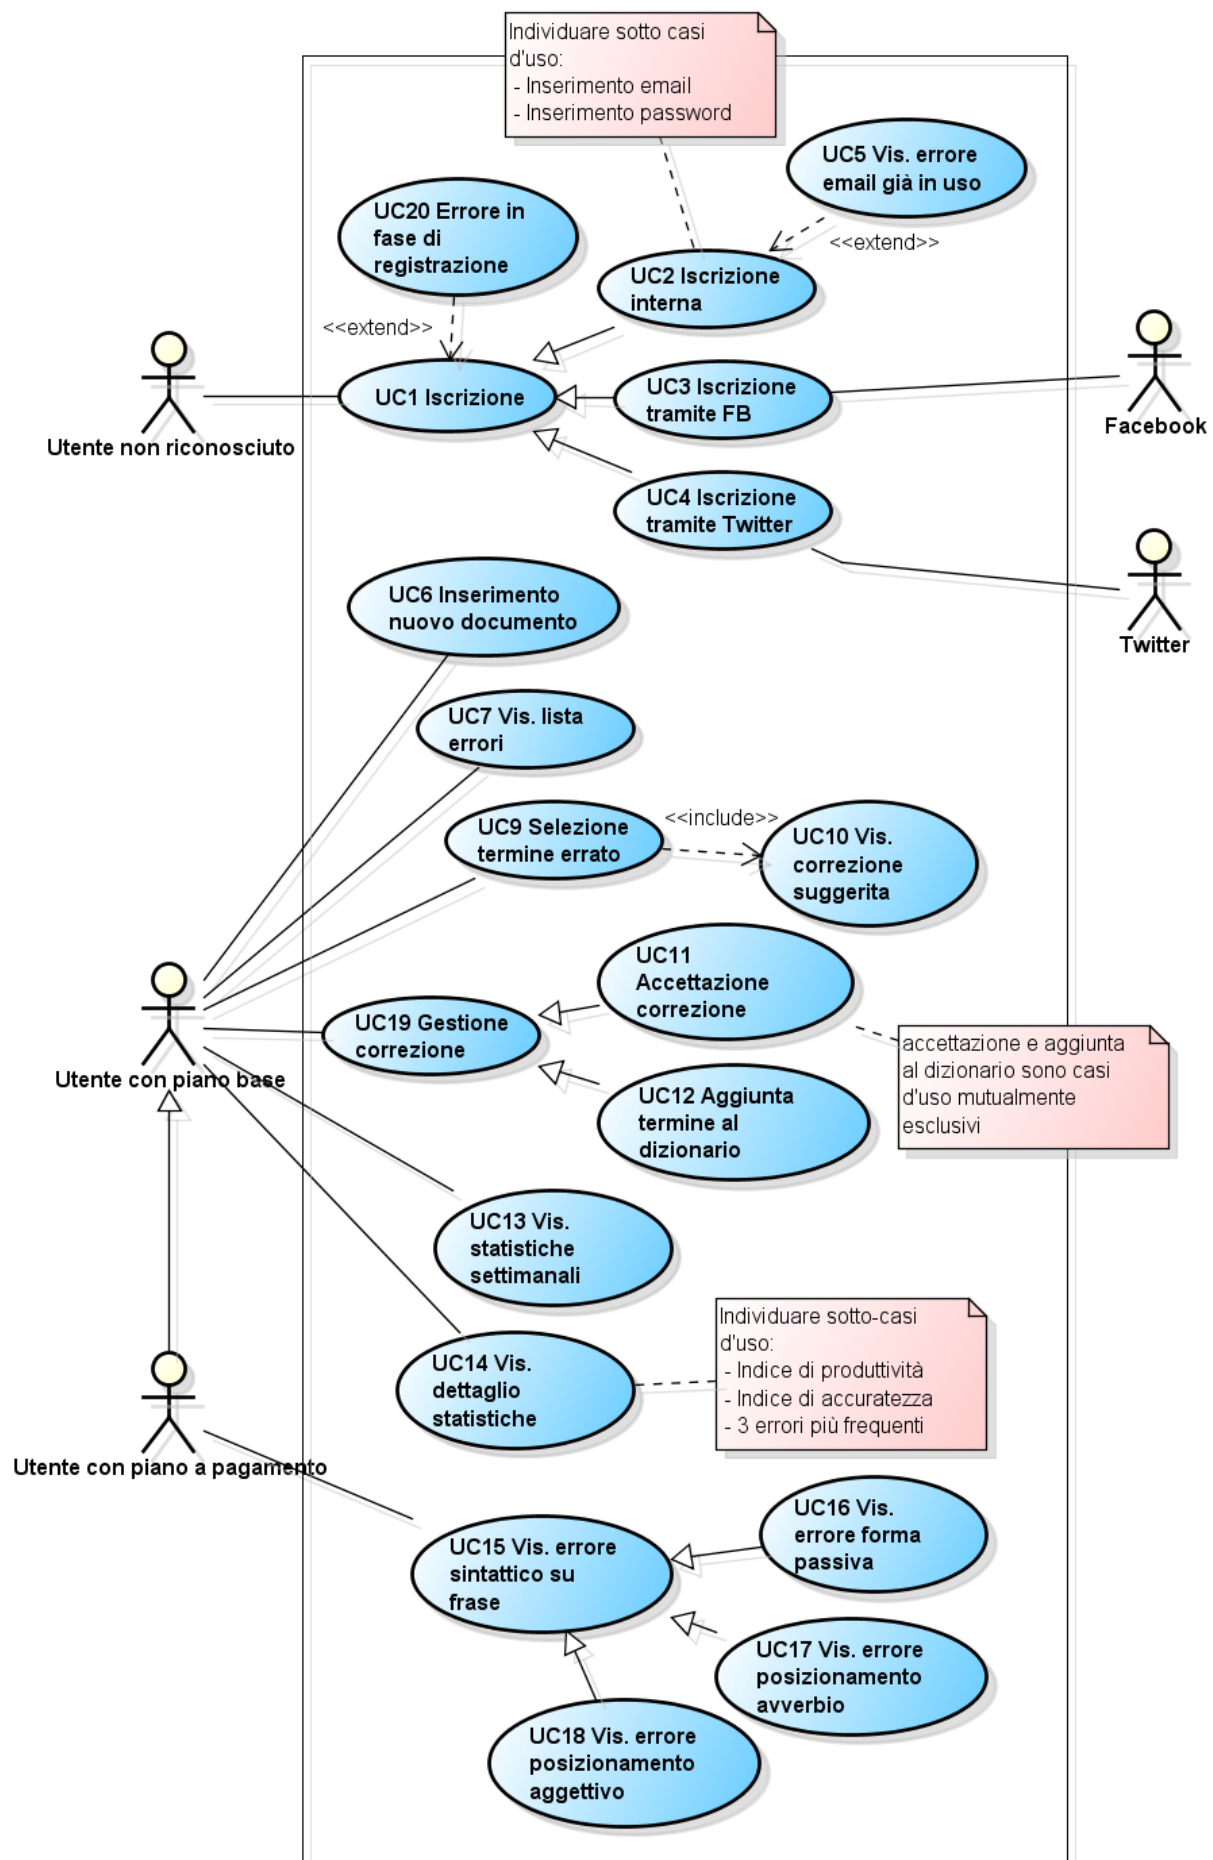 Individuare sotto casi
d'uso:
- Inserimento email
- Inserimento password
UC5 Vis. errore
email già in uso
<<extend>>
UC20 Errore in
fase di
registrazione
<<extend>>
UC2 Iscrizione
interna
UC1 Iscrizione
UC3 Iscrizione
tramite FB
UC4 Iscrizione
tramite Twitter
Utente non riconosciuto
Facebook
Twitter
UC6 Inserimento
nuovo documento
UC7 Vis. lista
errori
UC9 Selezione
termine errato
<<include>>
UC10 Vis.
correzione
suggerita
UC11
Accettazione
correzione
UC19 Gestione
correzione
UC12 Aggiunta
termine al
dizionario
accettazione e aggiunta
al dizionario sono casi
d'uso mutualmente
esclusivi
Utente con piano base
UC13 Vis.
statistiche
settimanali
UC14 Vis.
dettaglio
statistiche
Individuare sotto-casi
d'uso:
- Indice di produttività
- Indice di accuratezza
- 3 errori più frequenti
Utente con piano a pagamento
UC15 Vis. errore
sintattico su
frase
UC16 Vis.
errore forma
passiva
UC17 Vis. errore
posizionamento
avverbio
UC18 Vis. errore
posizionamento
aggettivo